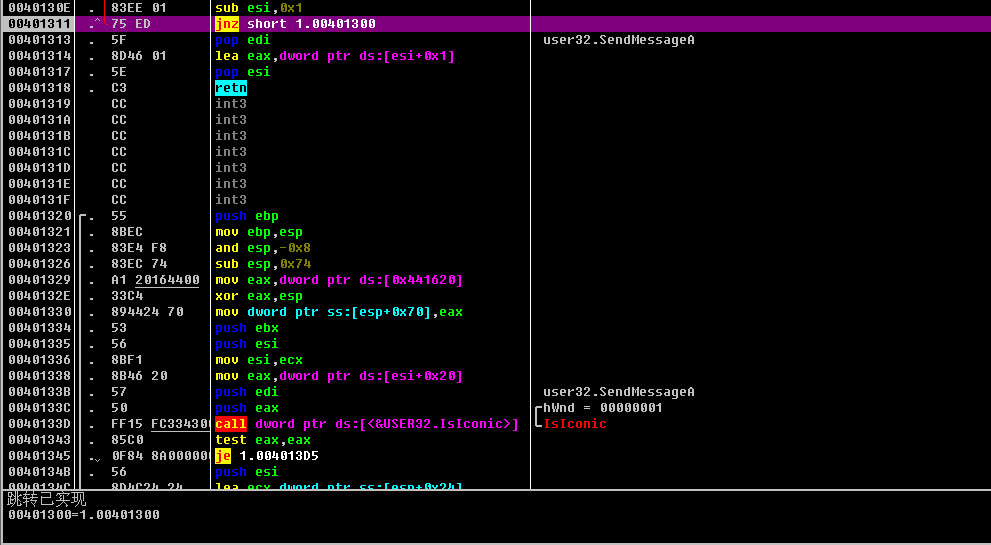 0040130E . 83EE 01 sub esi,0x1
00401311 .^ 75 ED jnz short 1.00401300
00401313 . 5F pop edi user32.SendMessageA
00401314 . 8D46 01 lea eax,dword ptr ds:[esi+0x1]
00401317 . 5E pop esi
00401318 . C3 retn
00401319 CC int3
0040131A CC int3
0040131B CC int3
0040131C CC int3
0040131D CC int3
0040131E CC int3
0040131F CC int3
00401320 . 55 push ebp
00401321 . 8BEC mov ebp,esp
00401323 . 83E4 F8 and esp,-0x8
00401326 . 83EC 74 sub esp,0x74
00401329 . A1 20164400 mov eax,dword ptr ds:[0x441620]
0040132E . 33C4 xor eax,esp
00401330 . 894424 70 mov dword ptr ss:[esp+0x70],eax
00401334 . 53 push ebx
00401335 . 56 push esi
00401336 . 8BF1 mov esi,ecx
00401338 . 8B46 20 mov eax,dword ptr ds:[esi+0x20]
0040133B . 57 push edi user32.SendMessageA
0040133C . 50 push eax hWnd = 00000001
0040133D . FF15 FC334300 call dword ptr ds:[<&USER32.IsIconic>] IsIconic
00401343 . 85C0 test eax,eax
00401345 .v 0F84 8A00000 je 1.004013D5
0040134B . 56 push esi
0040134C . 8D4C24 24 lea ecx,dword ptr ss:[esp+0x24]
跳转已实现
00401300=1.00401300